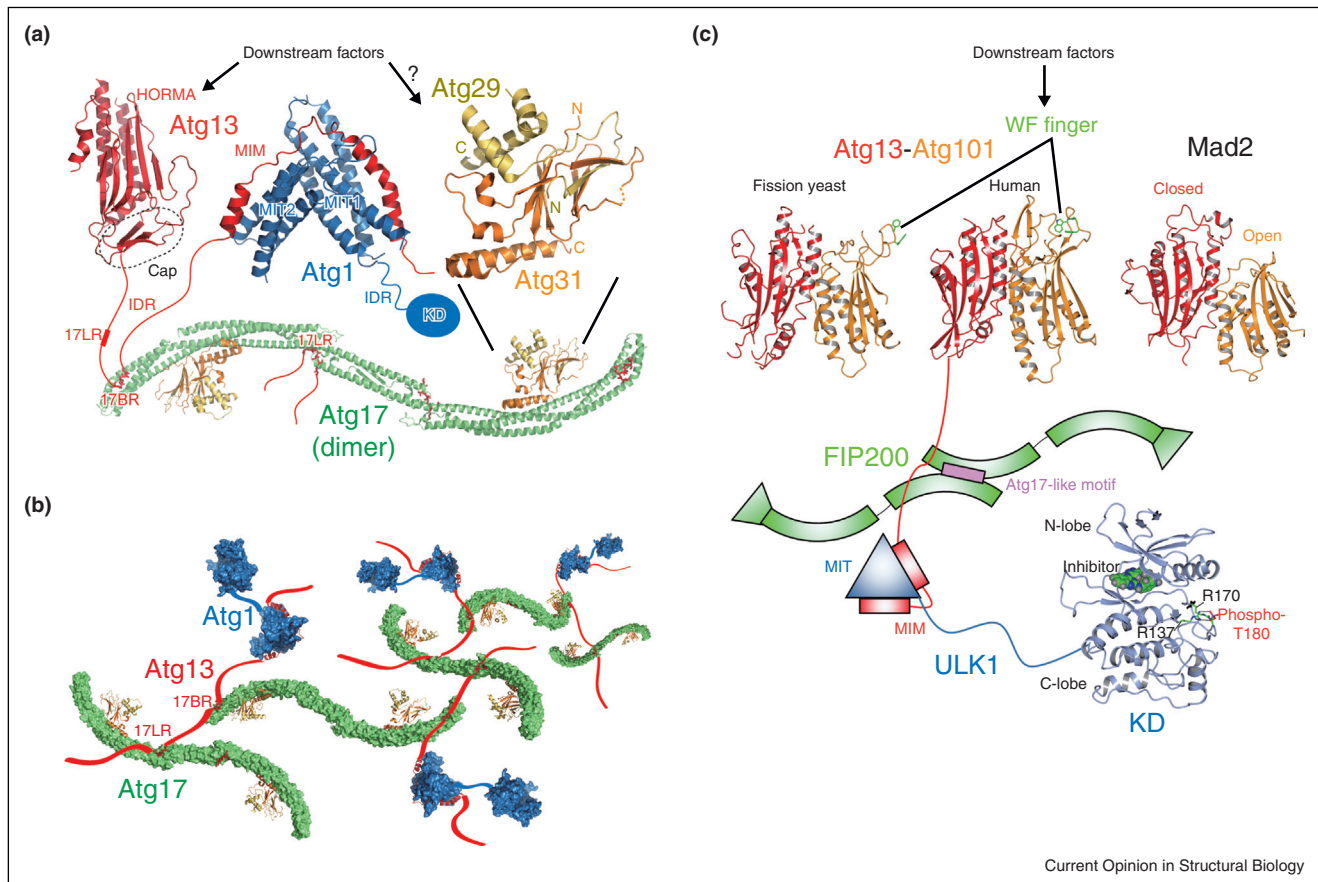 (a)
Downstream factors
?
HORMA
Atg13
MIM
Cap
IDR
17LR
17BR
MIT2
MIT1
Atg1
IDR
KD
Atg29
N
C
N
C
Atg31
17LR
Atg17
(dimer)
(b)
Atg1
Atg13
17BR
17LR
Atg17
(c)
Downstream factors
WF finger
Atg13-Atg101
Mad2
Fission yeast
Human
Closed
Open
FIP200
Atg17-like motif
MIT
MIM
ULK1
N-lobe
Inhibitor
R170
Phospho-
T180
R137
C-lobe
KD
Current Opinion in Structural Biology